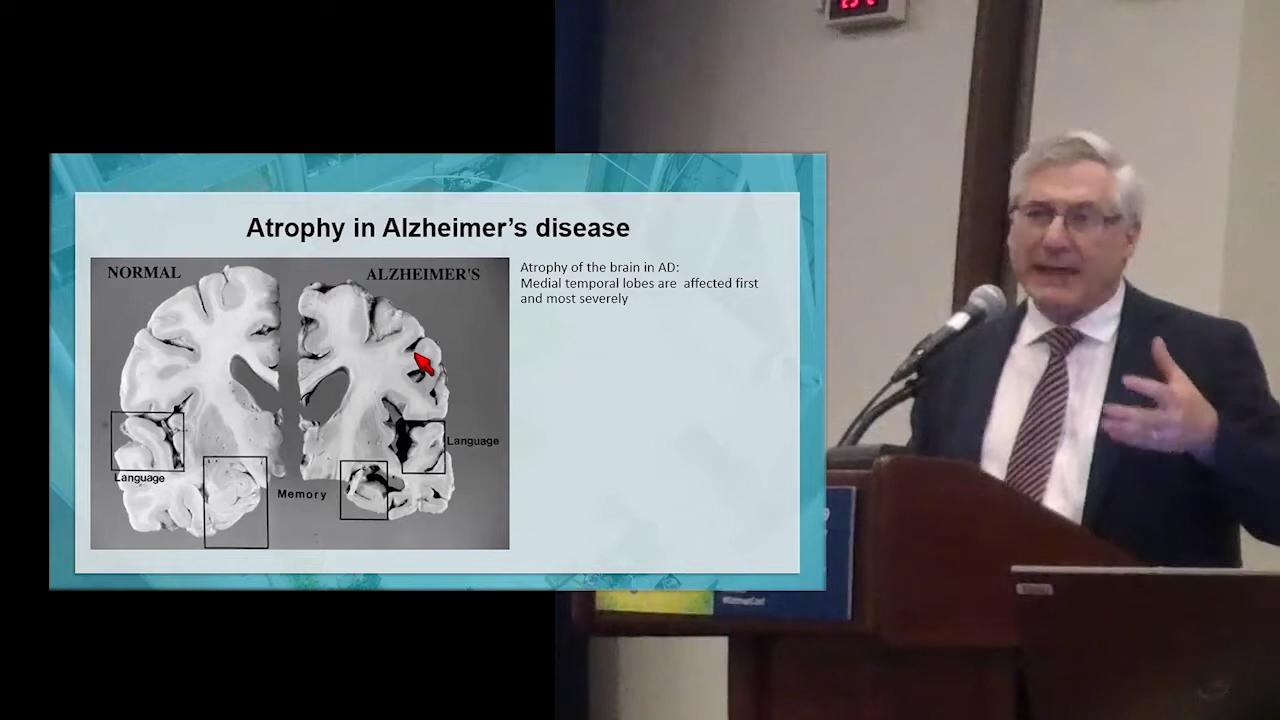 Atrophy in Alzheimer’s disease
NORMAL
ALZHEIMER'S
Atrophy of the brain in AD:
Medial temporal lobes are affected first
and most severely
Language
Language
Memory